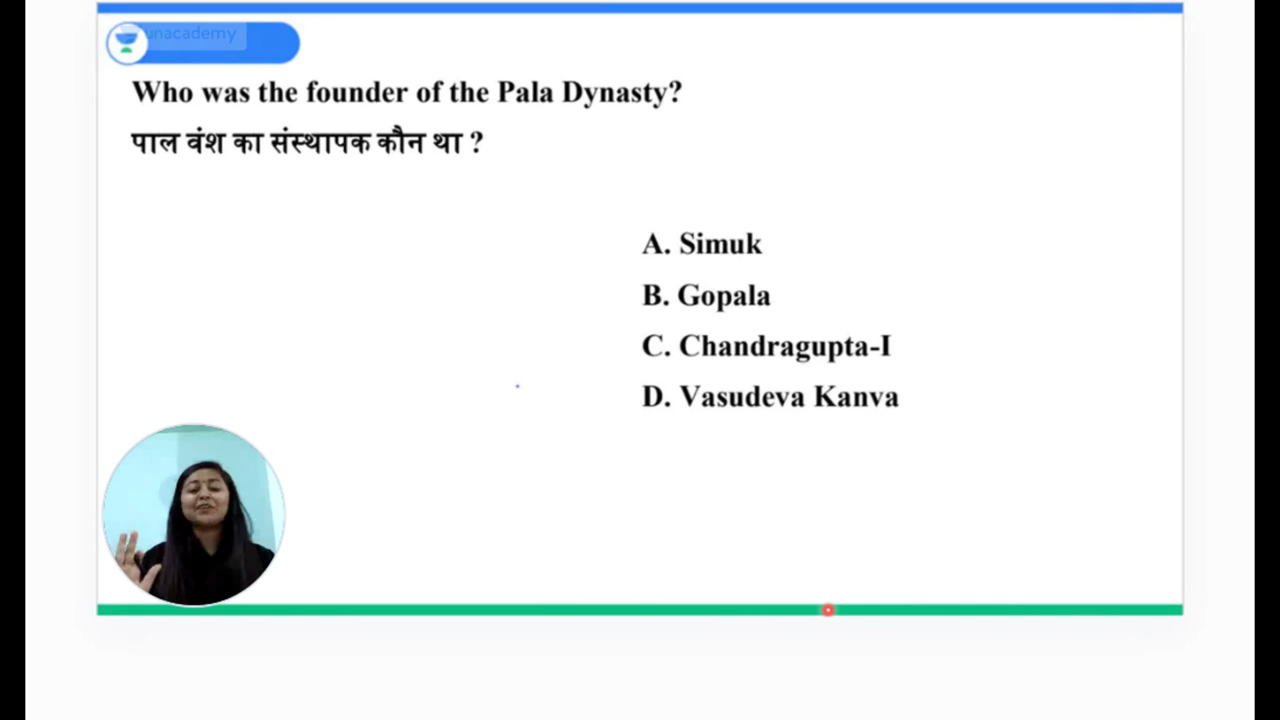 unacademy
Who was the founder of the Pala Dynasty?
पाल वंश का संस्थापक कौन था ?
A. Simuk
B. Gopala
C. Chandragupta-I
D. Vasudeva Kanva